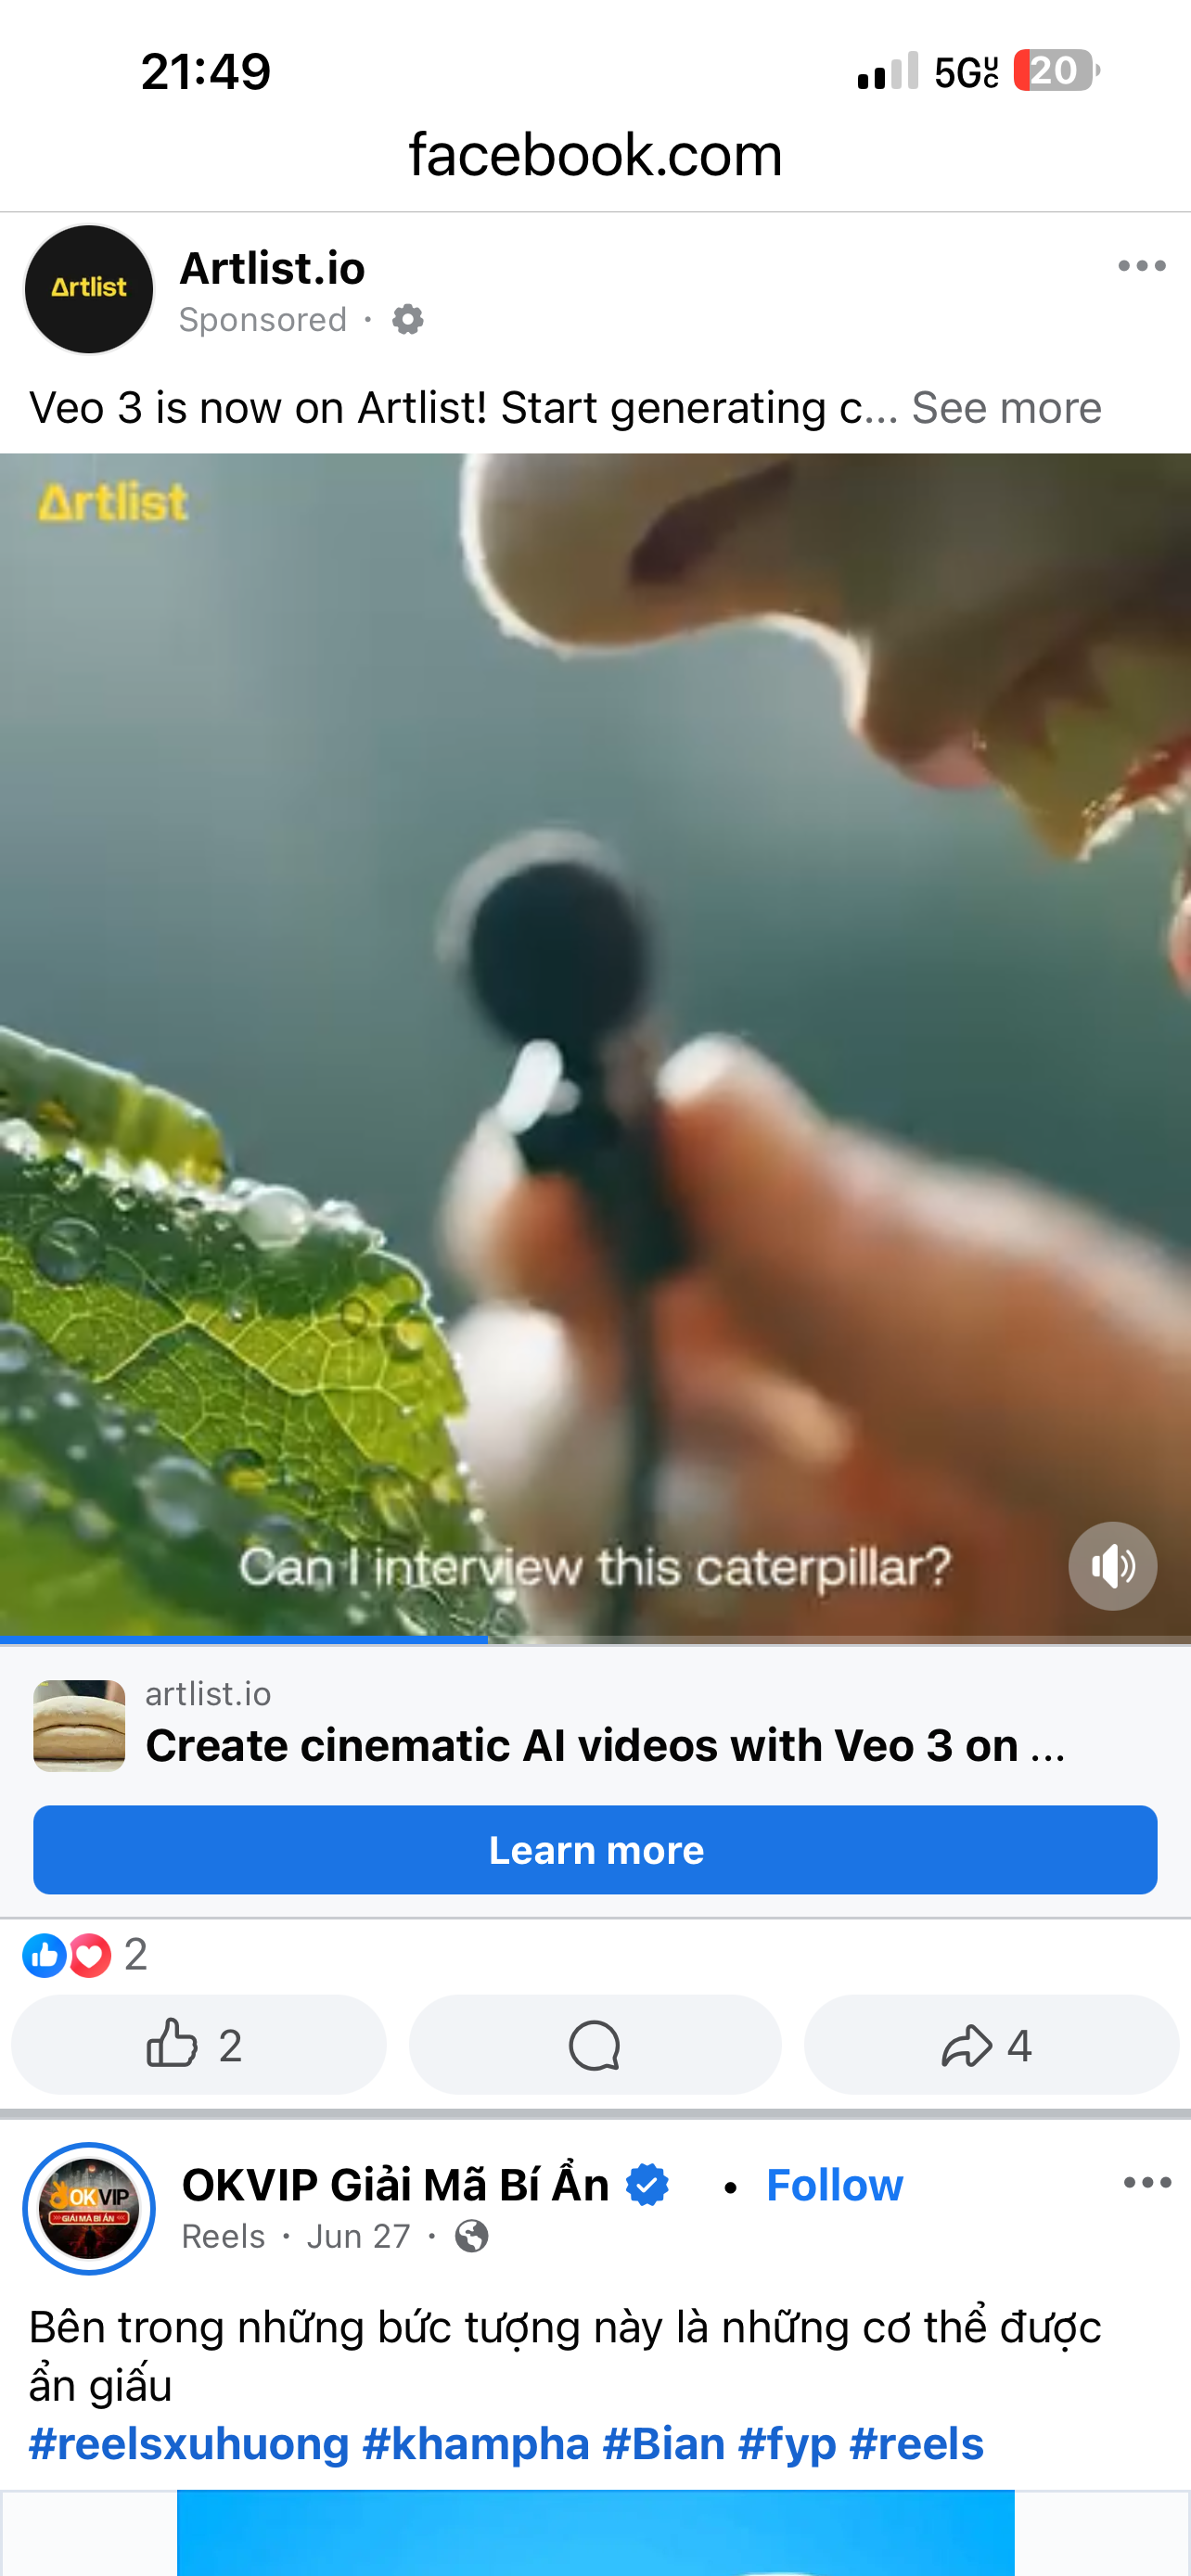 21:49
5GUC
20
facebook.com
Artlist
Artlist.io
Sponsored ·
Veo 3 is now on Artlist! Start generating c... See more
Artlist
Can I interview this caterpillar?
artlist.io
Create cinematic AI videos with Veo 3 on ...
Learn more
2
2
4
OKVIP
GIẢI MÃ BÍ ẨN
OKVIP Giải Mã Bí Ẩn • Follow
Reels · Jun 27 ·
Bên trong những bức tượng này là những cơ thể được
ẩn giấu
#reelsxuhuong #khampha #Bian #fyp #reels